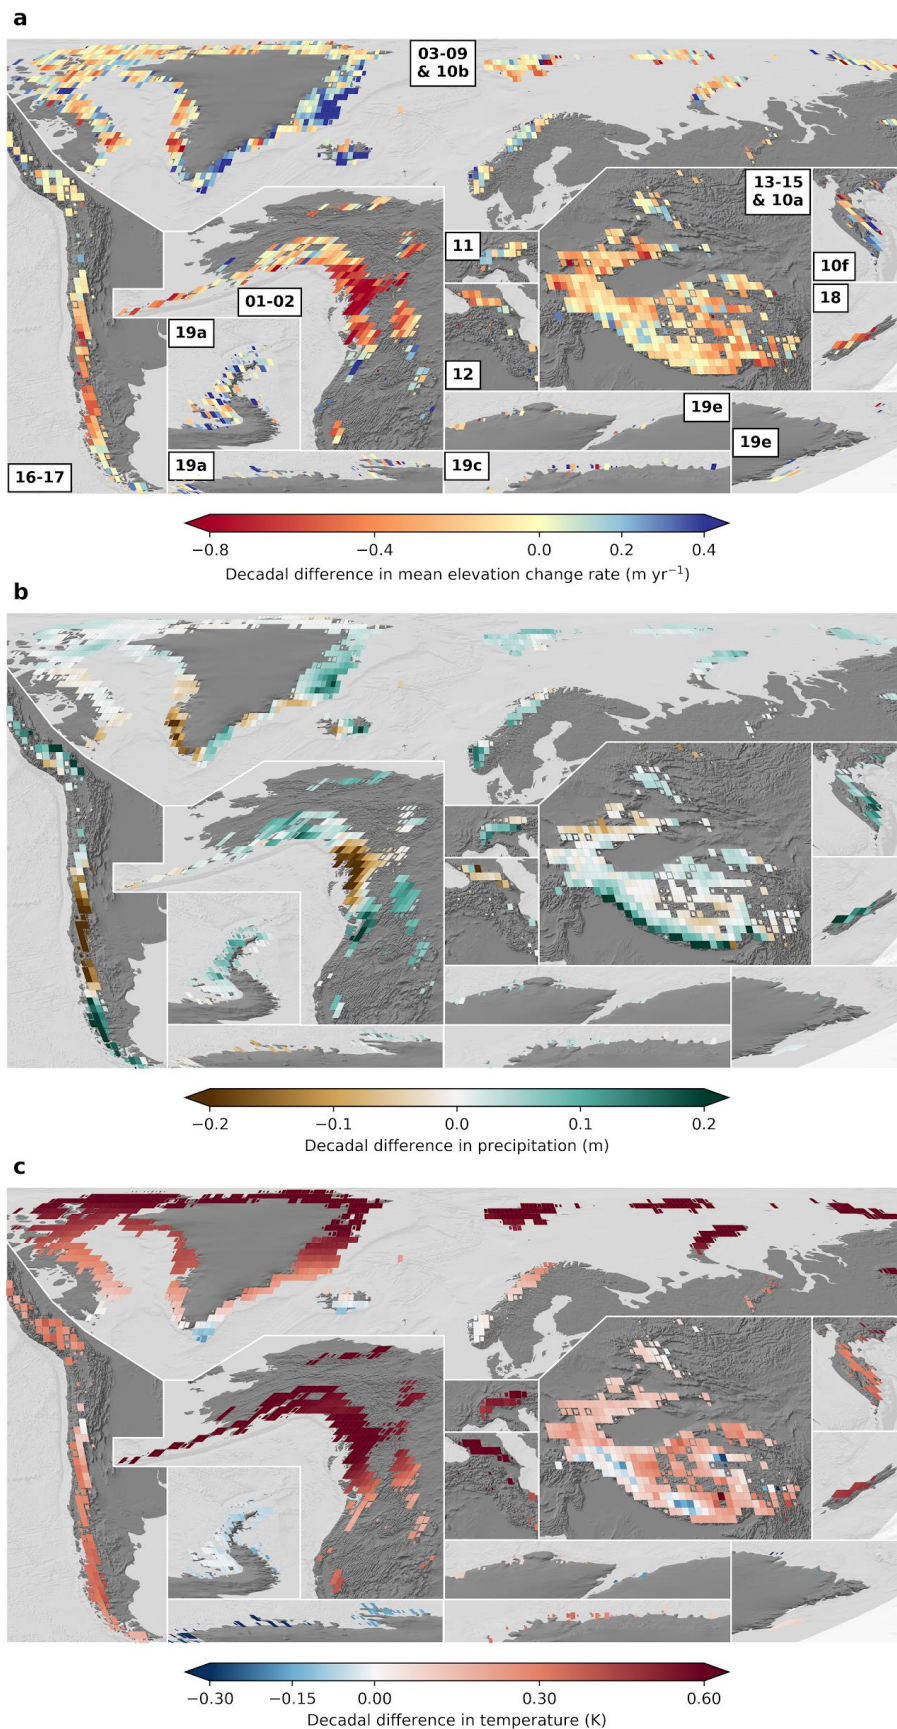 a
03-09
& 10b
13-15
& 10a
11
10f
18
01-02
19a
12
19e
19e
16-17
19a
19c
−0.8 −0.4 0.0 0.2 0.4
Decadal difference in mean elevation change rate (m yr⁻¹)
b
−0.2 −0.1 0.0 0.1 0.2
Decadal difference in precipitation (m)
c
−0.30 −0.15 0.00 0.30 0.60
Decadal difference in temperature (K)